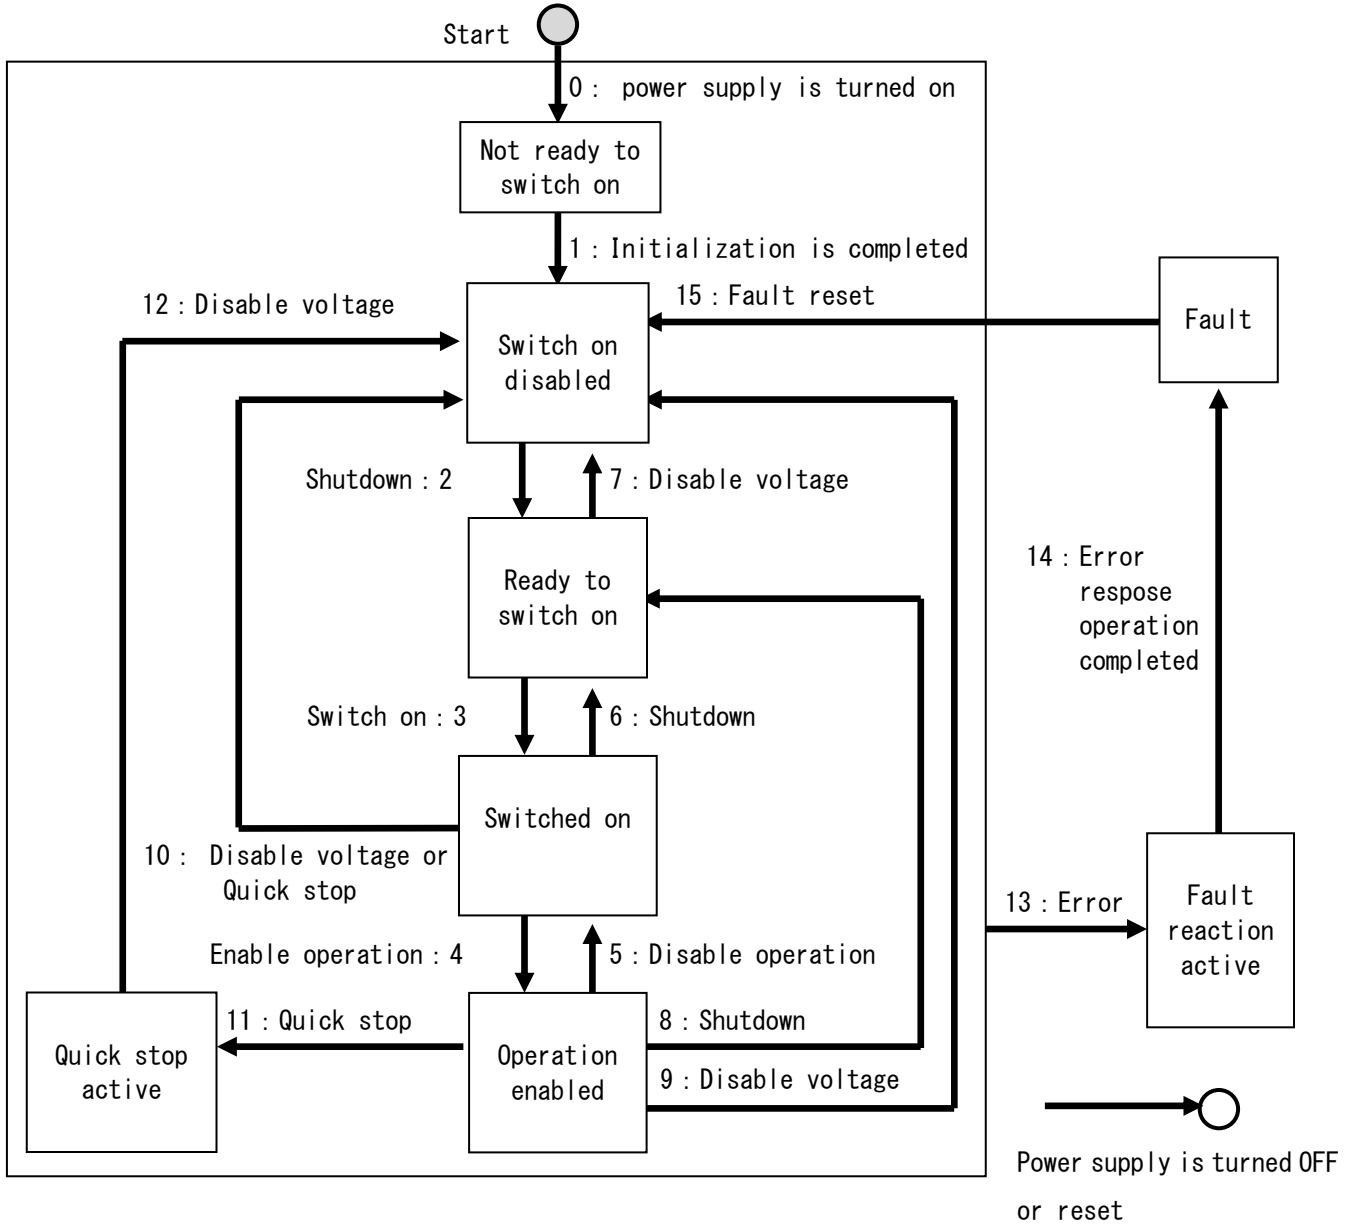 Start
0: power supply is turned on
Not ready to
switch on
1:Initialization is completed
12:Disable voltage
15:Fault reset
Fault
Switch on
disabled
Shutdown:2
7:Disable voltage
Ready to
switch on
14:Error
respose
operation
completed
Switch on:3
6:Shutdown
Switched on
10: Disable voltage or
Quick stop
13:Error
Fault
reaction
active
Enable operation:4
5:Disable operation
11:Quick stop
8:Shutdown
Quick stop
active
Operation
enabled
9:Disable voltage
Power supply is turned OFF
or reset